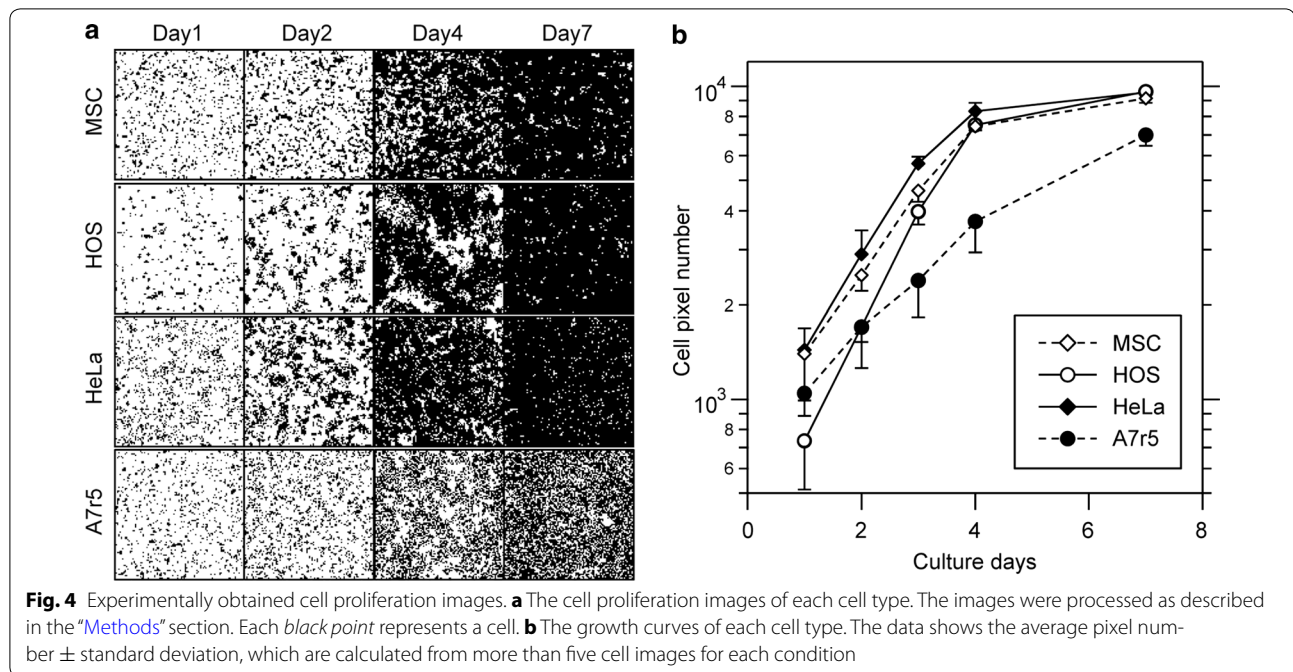 a
Day1 Day2 Day4 Day7
MSC
HOS
HeLa
A7r5
b
Cell pixel number
10^4
8
6
4
2
10^3
8
6
0 2 4 6 8
Culture days
MSC
HOS
HeLa
A7r5
Fig. 4 Experimentally obtained cell proliferation images. a The cell proliferation images of each cell type. The images were processed as described
in the “Methods” section. Each black point represents a cell. b The growth curves of each cell type. The data shows the average pixel num-
ber ± standard deviation, which are calculated from more than five cell images for each condition